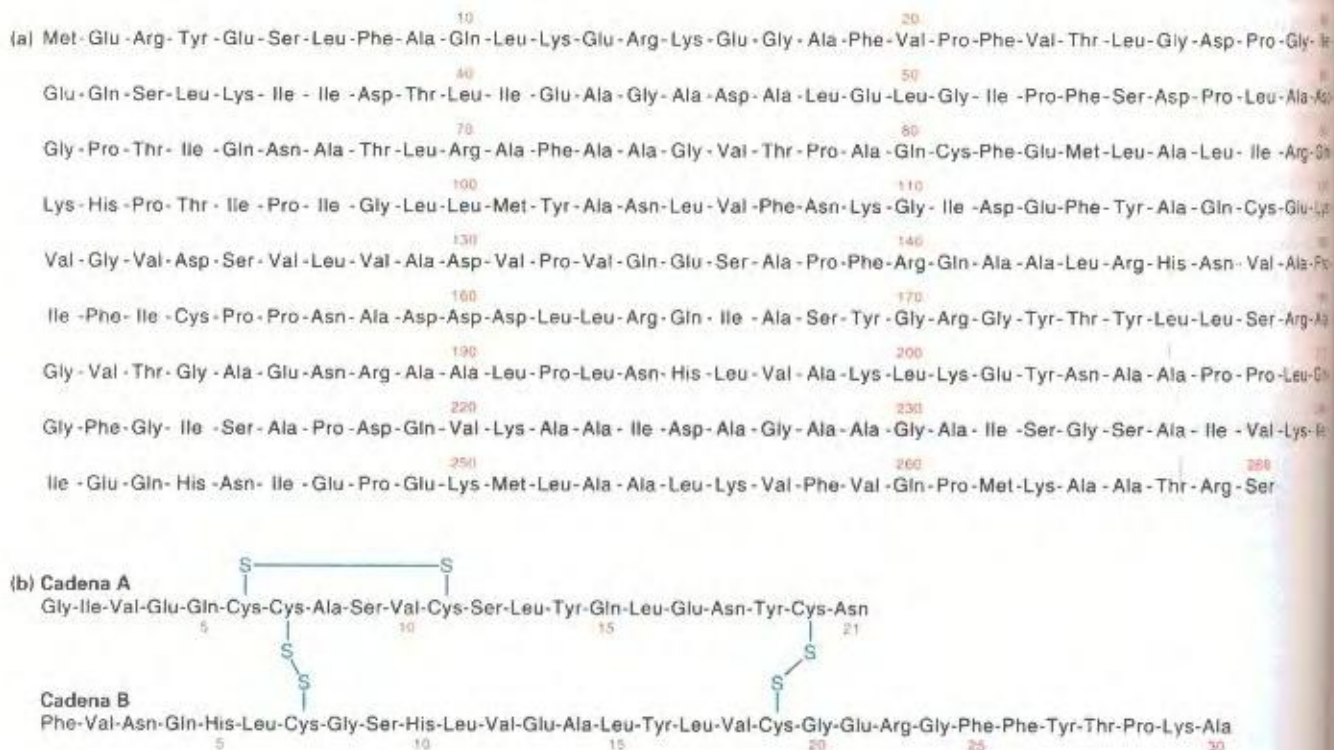 10 20
(a) Met-Glu-Arg-Tyr-Glu-Ser-Leu-Phe-Ala-Gln-Leu-Lys-Glu-Arg-Lys-Glu-Gly-Ala-Phe-Val-Pro-Phe-Val-Thr-Leu-Gly-Asp-Pro-Gly-
40 50
Glu-Gln-Ser-Leu-Lys-Ile-Ile-Asp-Thr-Leu-Ile-Glu-Ala-Gly-Ala-Asp-Ala-Leu-Glu-Leu-Gly-Ile-Pro-Phe-Ser-Asp-Pro-Leu-Ala-
70 80
Gly-Pro-Thr-Ile-Gln-Asn-Ala-Thr-Leu-Arg-Ala-Phe-Ala-Ala-Gly-Val-Thr-Pro-Ala-Gln-Cys-Phe-Glu-Met-Leu-Ala-Leu-Ile-Arg-
100 110
Lys-His-Pro-Thr-Ile-Pro-Ile-Gly-Leu-Leu-Met-Tyr-Ala-Asn-Leu-Val-Phe-Asn-Lys-Gly-Ile-Asp-Glu-Phe-Tyr-Ala-Gln-Cys-Glu-
130 140
Val-Gly-Val-Asp-Ser-Val-Leu-Val-Ala-Asp-Val-Pro-Val-Gln-Glu-Ser-Ala-Pro-Phe-Arg-Gln-Ala-Ala-Leu-Arg-His-Asn-Val-Ala-
160 170
Ile-Phe-Ile-Cys-Pro-Pro-Asn-Ala-Asp-Asp-Asp-Leu-Leu-Arg-Gln-Ile-Ala-Ser-Tyr-Gly-Arg-Gly-Tyr-Thr-Tyr-Leu-Leu-Ser-Arg-
190 200
Gly-Val-Thr-Gly-Ala-Glu-Asn-Arg-Ala-Ala-Leu-Pro-Leu-Asn-His-Leu-Val-Ala-Lys-Leu-Lys-Glu-Tyr-Asn-Ala-Ala-Pro-Pro-Leu-
220 230
Gly-Phe-Gly-Ile-Ser-Ala-Pro-Asp-Gln-Val-Lys-Ala-Ala-Ile-Asp-Ala-Gly-Ala-Ala-Gly-Ala-Ile-Ser-Gly-Ser-Ala-Ile-Val-Lys-
250 260 268
Ile-Glu-Gln-His-Asn-Ile-Glu-Pro-Glu-Lys-Met-Leu-Ala-Ala-Leu-Lys-Val-Phe-Val-Gln-Pro-Met-Lys-Ala-Ala-Thr-Arg-Ser
S S
(b) Cadena A
Gly-Ile-Val-Glu-Gln-Cys-Cys-Ala-Ser-Val-Cys-Ser-Leu-Tyr-Gln-Leu-Glu-Asn-Tyr-Cys-Asn
5 10 15 21
S S
S S
Cadena B
Phe-Val-Asn-Gln-His-Leu-Cys-Gly-Ser-His-Leu-Val-Glu-Ala-Leu-Tyr-Leu-Val-Cys-Gly-Glu-Arg-Gly-Phe-Phe-Tyr-Thr-Pro-Lys-Ala
5 10 15 20 25 30